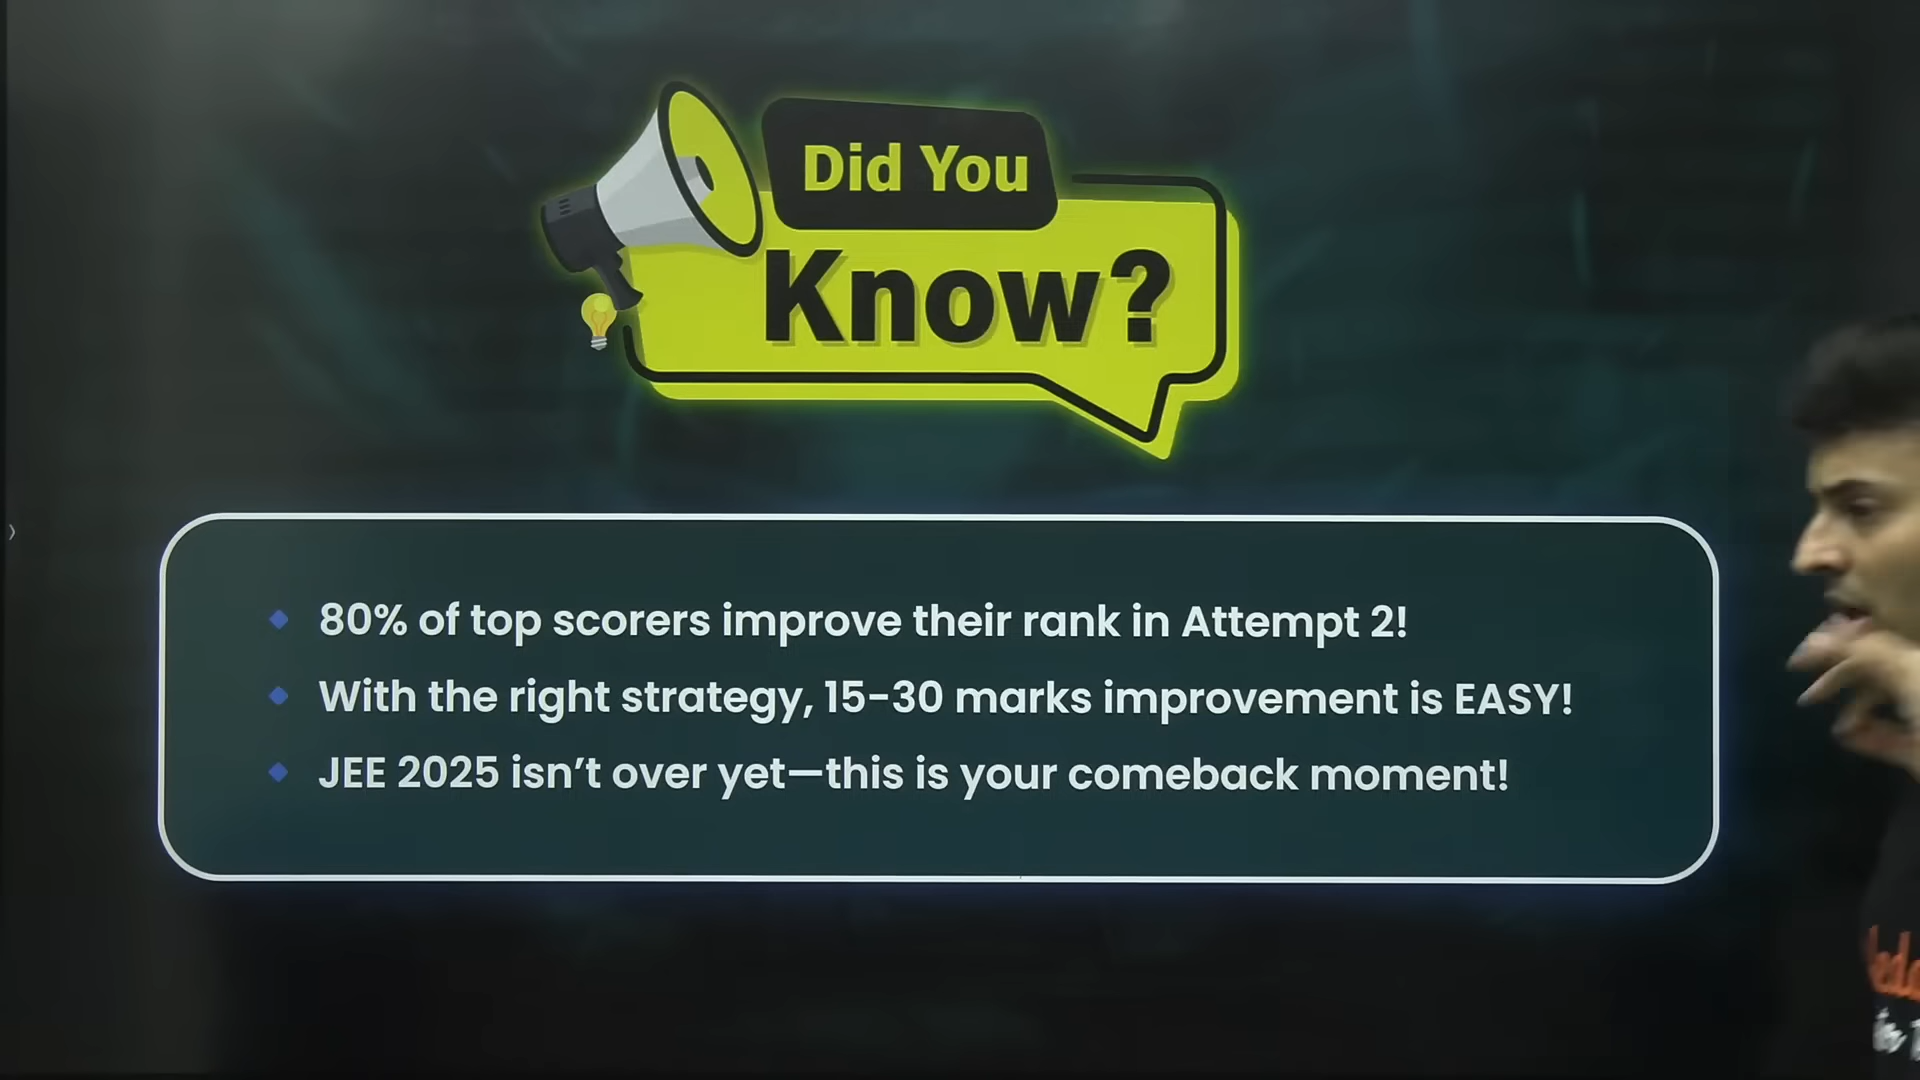 Did You
Know?
80% of top scorers improve their rank in Attempt 2!
With the right strategy, 15-30 marks improvement is EASY!
JEE 2025 isn't over yet—this is your comeback moment!